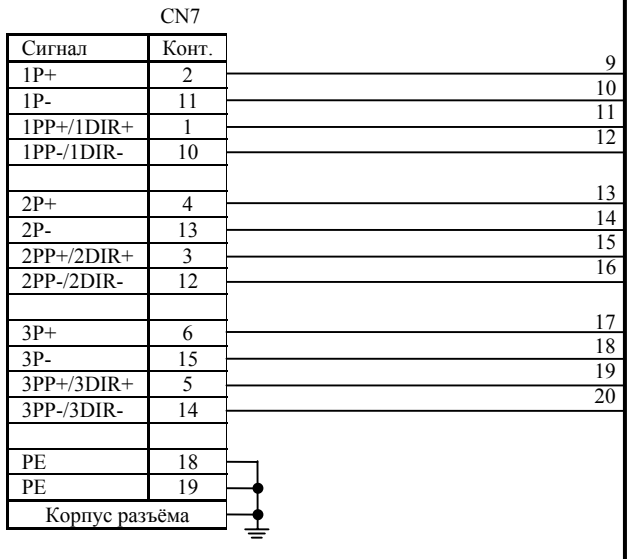 CN7
Сигнал Конт.
1P+ 2 9
1P- 11 10
1PP+/1DIR+ 1 11
1PP-/1DIR- 10 12
2P+ 4 13
2P- 13 14
2PP+/2DIR+ 3 15
2PP-/2DIR- 12 16
3P+ 6 17
3P- 15 18
3PP+/3DIR+ 5 19
3PP-/3DIR- 14 20
PE 18
PE 19
Корпус разъёма